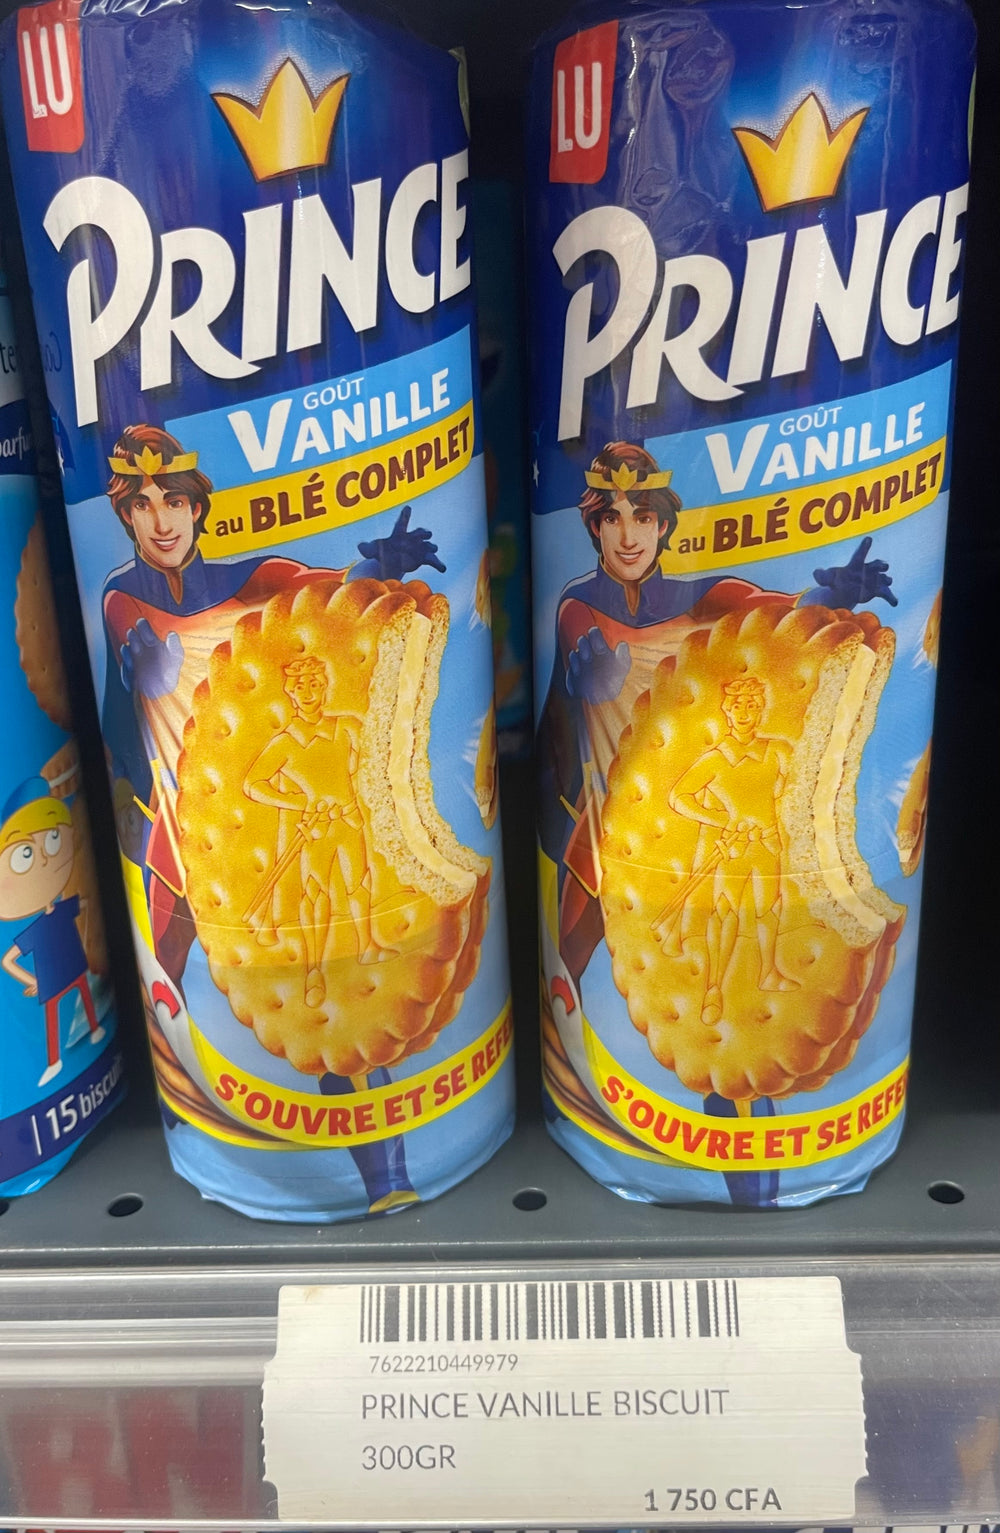 LU
PRINCE
GOÛT
VANILLE
au BLÉ COMPLET
S'OUVRE ET SE REFE
LU
PRINCE
GOÛT
VANILLE
au BLÉ COMPLET
S'OUVRE ET SE REFE
15 biscu
7622210449979
PRINCE VANILLE BISCUIT
300GR
1 750 CFA